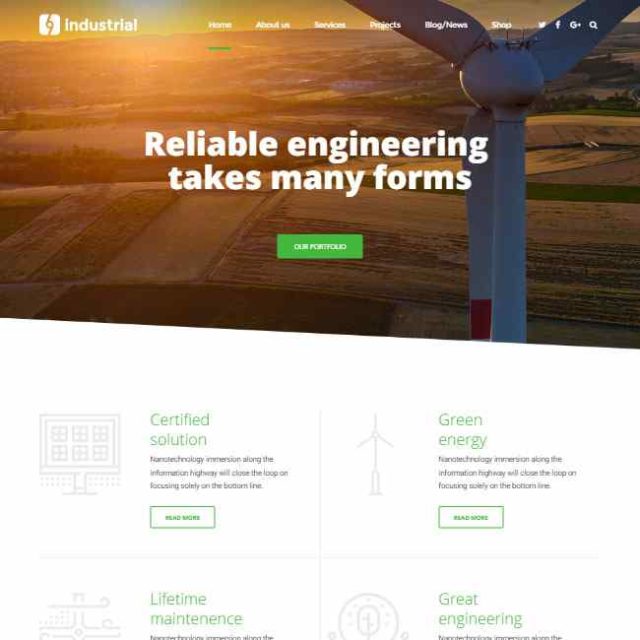 industrial
Home About us Services Projects Blog/News Shop
Reliable engineering
takes many forms
OUR PORTFOLIO
Certified
solution
Nanotechnology immersion along the
information highway will close the loop on
focusing solely on the bottom line.
READ MORE
Green
energy
Nanotechnology immersion along the
information highway will close the loop on
focusing solely on the bottom line.
READ MORE
Lifetime
maintenence
Nanotechnology immersion along the
Great
engineering
Nanotechnology immersion along the